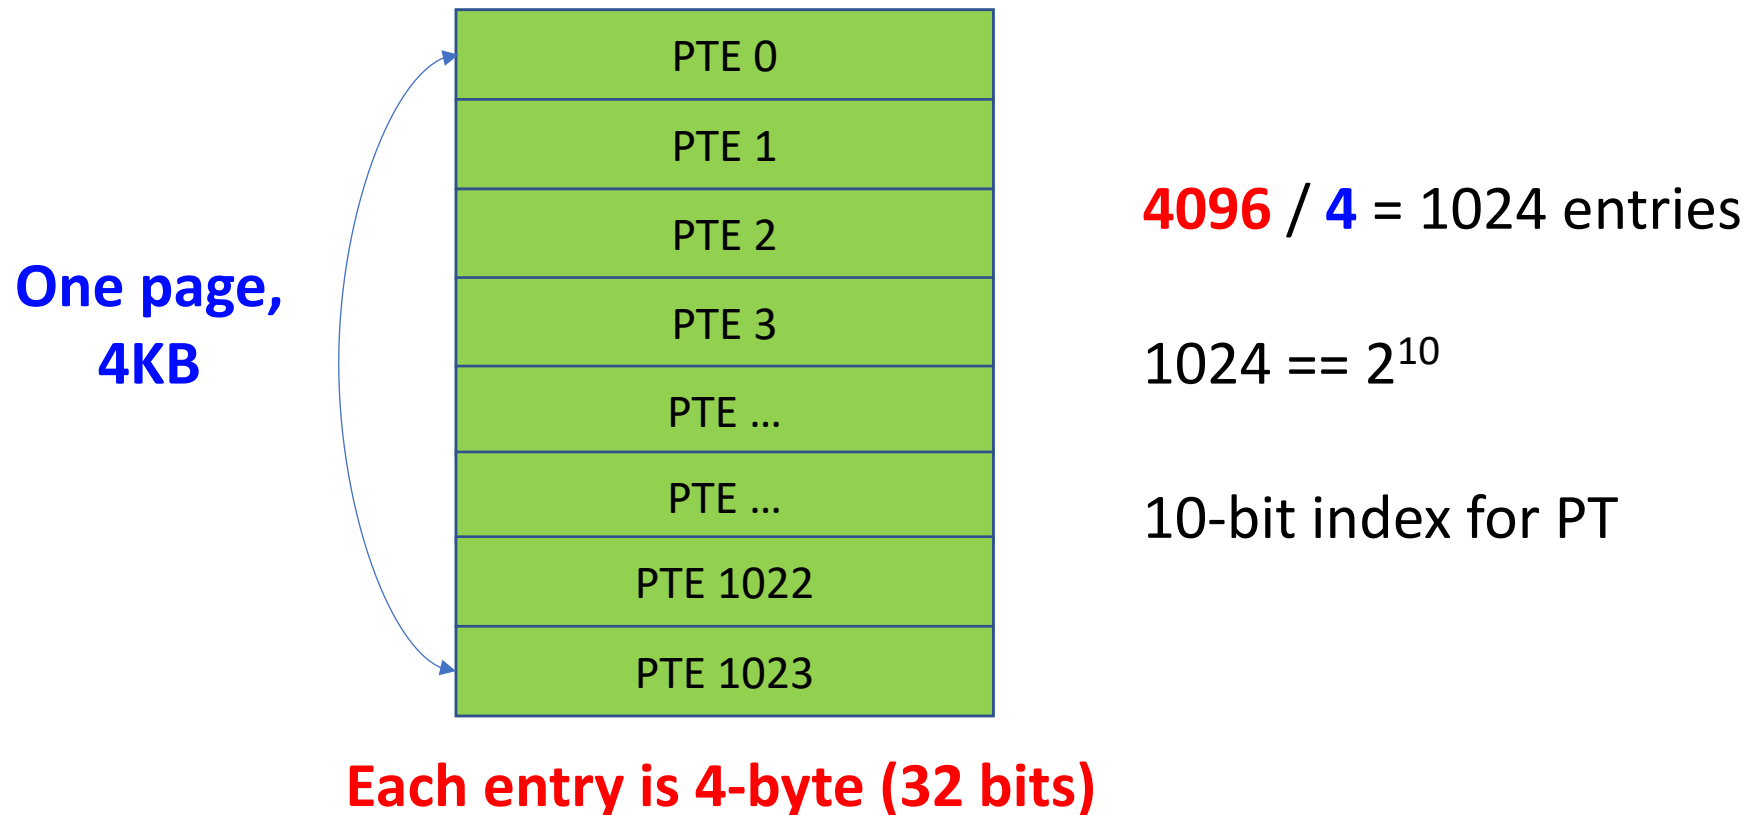 PTE 0
PTE 1
PTE 2
PTE 3
PTE ...
PTE ...
PTE 1022
PTE 1023
One page,
4KB
Each entry is 4-byte (32 bits)
4096 / 4 = 1024 entries
1024 == 2¹⁰
10-bit index for PT